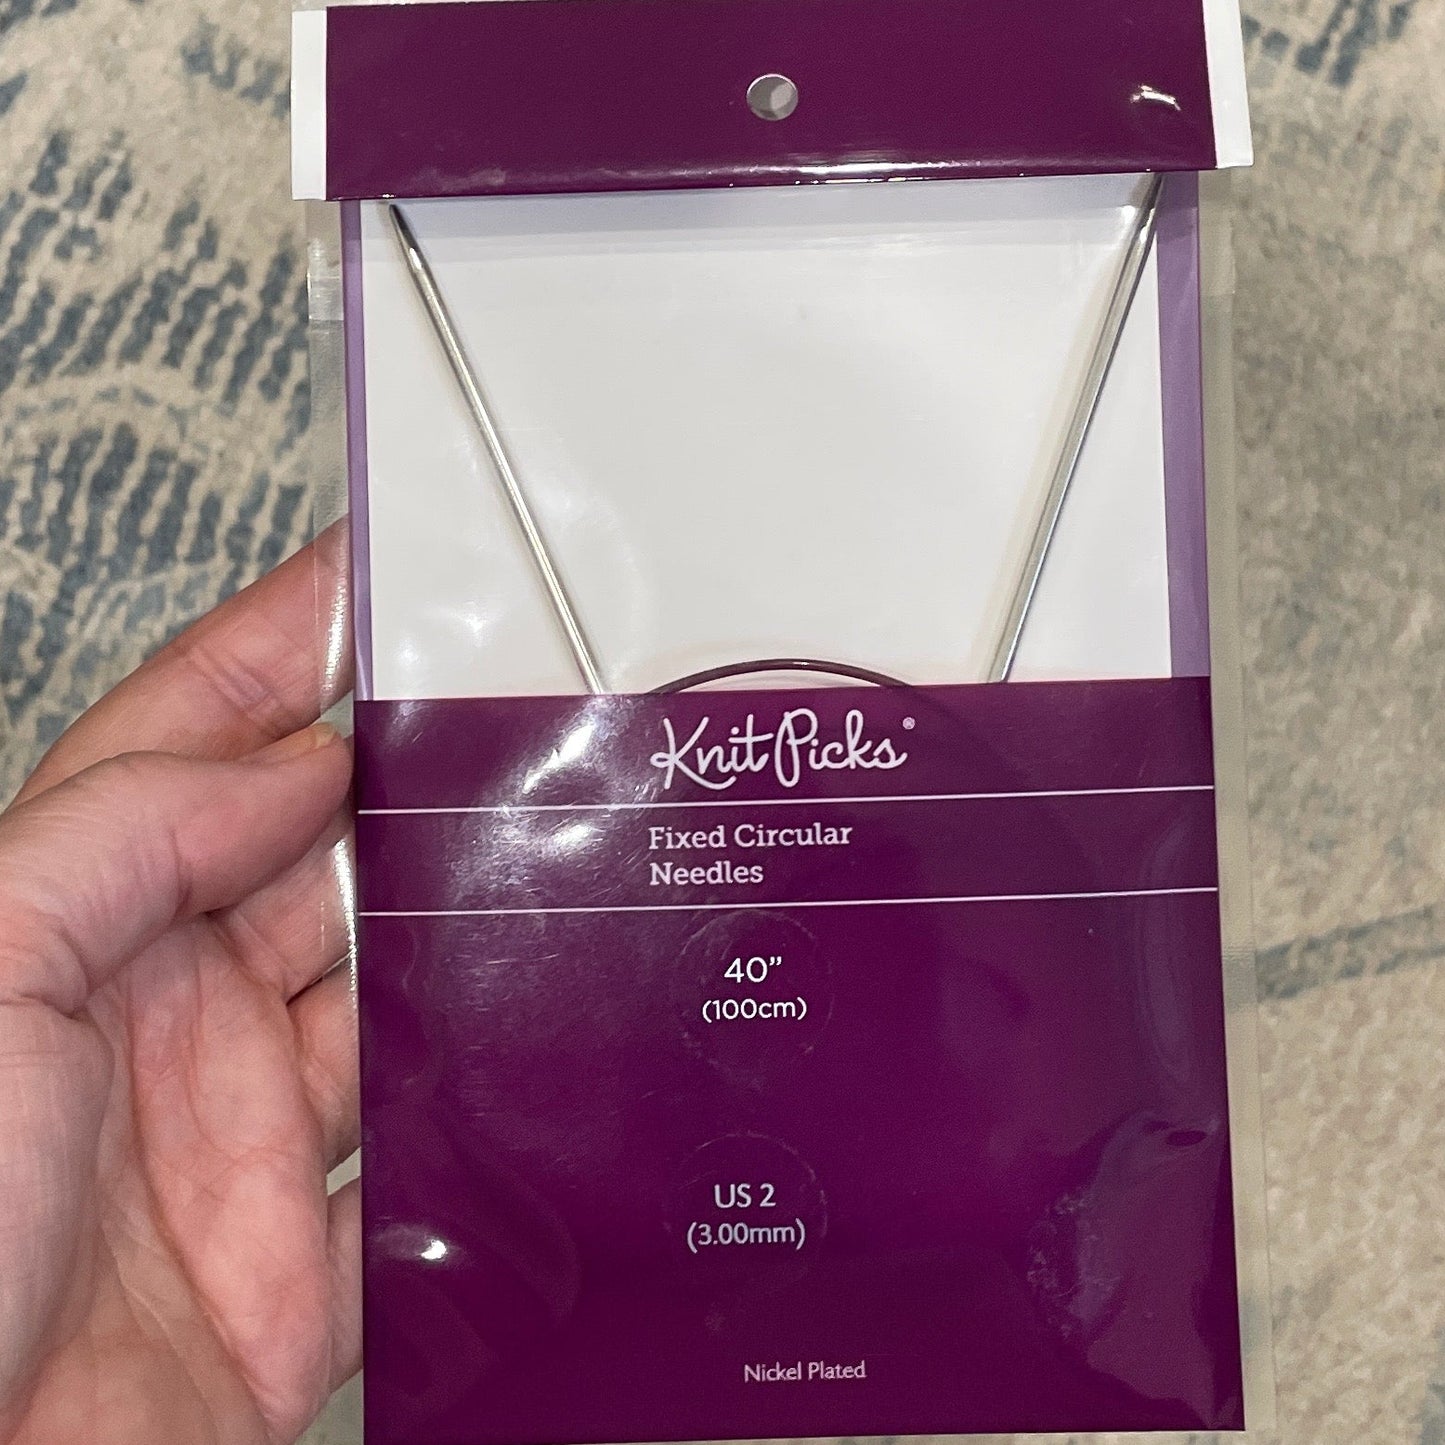 KnitPicks®
Fixed Circular
Needles
40”
(100cm)
US 2
(3.00mm)
Nickel Plated